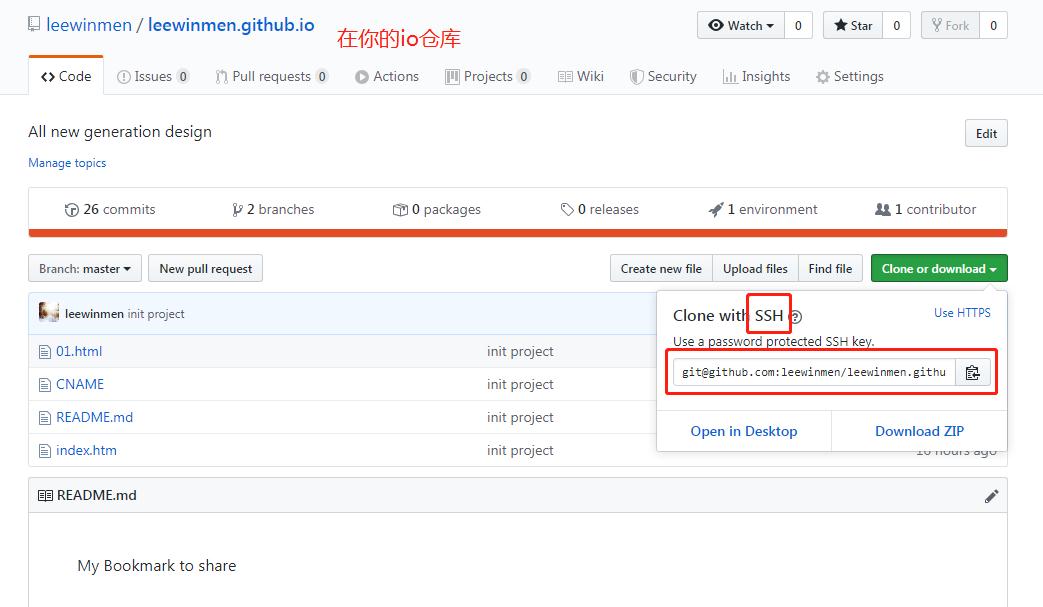 leewinmen / leewinmen.github.io
在你的io仓库
Watch 0 Star 0 Fork 0
Code Issues 0 Pull requests 0 Actions Projects 0 Wiki Security Insights Settings
All new generation design
Edit
Manage topics
26 commits 2 branches 0 packages 0 releases 1 environment 1 contributor
Branch: master New pull request Create new file Upload files Find file Clone or download
leewinmen init project
Clone with SSH Use HTTPS
Use a password protected SSH key.
01.html init project
git@github.com:leewinmen/leewinmen.githu
CNAME init project
README.md init project
Open in Desktop Download ZIP
index.htm init project 16 hours ago
README.md
My Bookmark to share